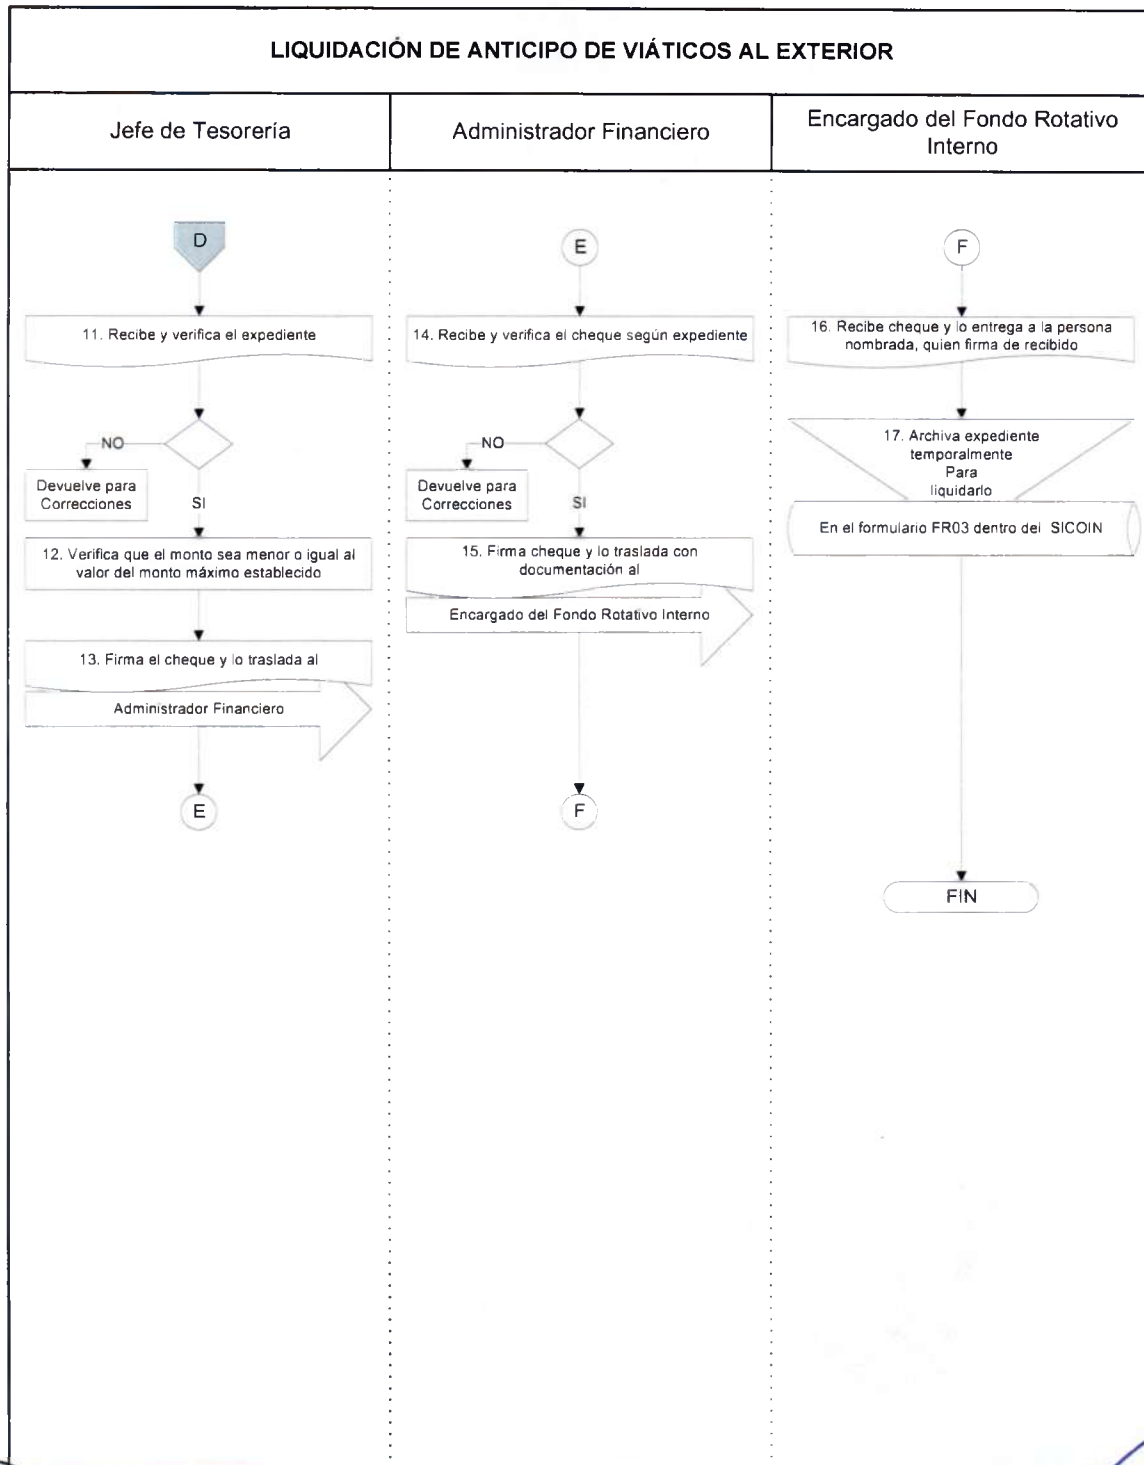 LIQUIDACIÓN DE ANTICIPO DE VIÁTICOS AL EXTERIOR
Jefe de Tesorería
Administrador Financiero
Encargado del Fondo Rotativo
Interno
D
11. Recibe y verifica el expediente
NO
Devuelve para
Correcciones
SI
12. Verifica que el monto sea menor o igual al
valor del monto máximo establecido
13. Firma el cheque y lo traslada al
Administrador Financiero
E
E
14. Recibe y verifica el cheque según expediente
NO
Devuelve para
Correcciones
SI
15. Firma cheque y lo traslada con
documentación al
Encargado del Fondo Rotativo Interno
F
F
16. Recibe cheque y lo entrega a la persona
nombrada, quien firma de recibido
17. Archiva expediente
temporalmente
Para
liquidarlo
En el formulario FR03 dentro del SICOIN
FIN